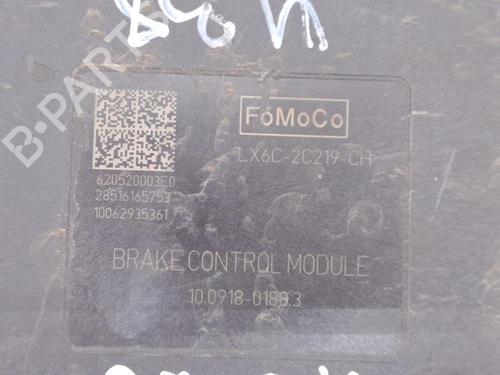 B-PARTS
FoMoCo
LX6C-2C219-CH
620520003E0
28516165753
10062935361
BRAKE CONTROL MODULE
10.0918-0188.3